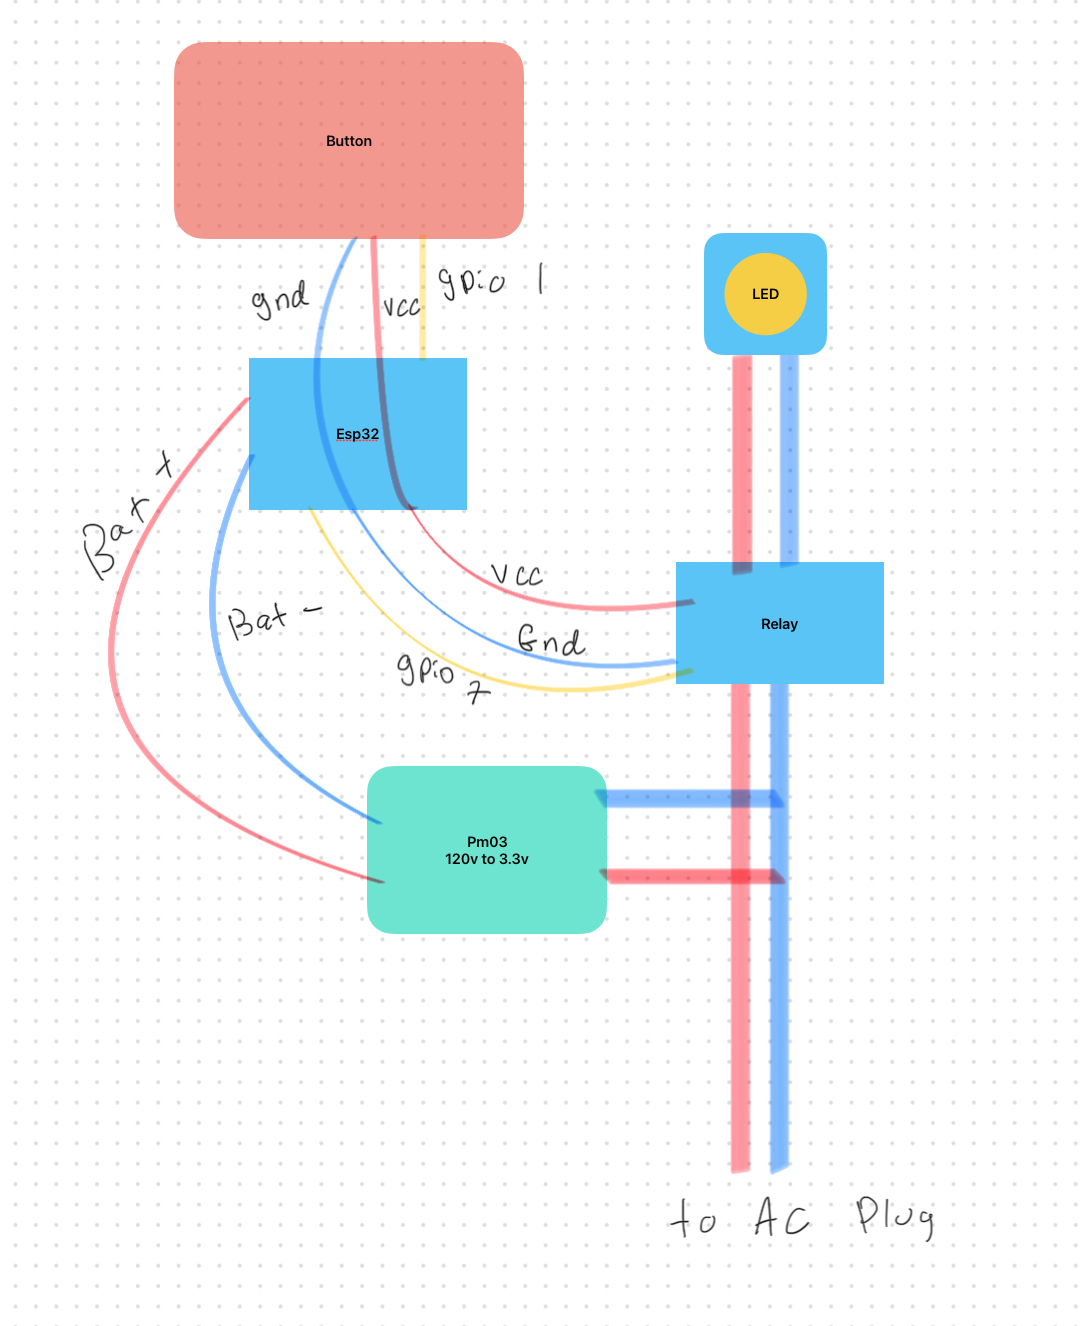 Button
gnd
vcc
gpio 1
LED
Esp32
Bat +
vcc
Bat -
Gnd
gpio 7
Relay
Pm03
120v to 3.3v
to AC Plug